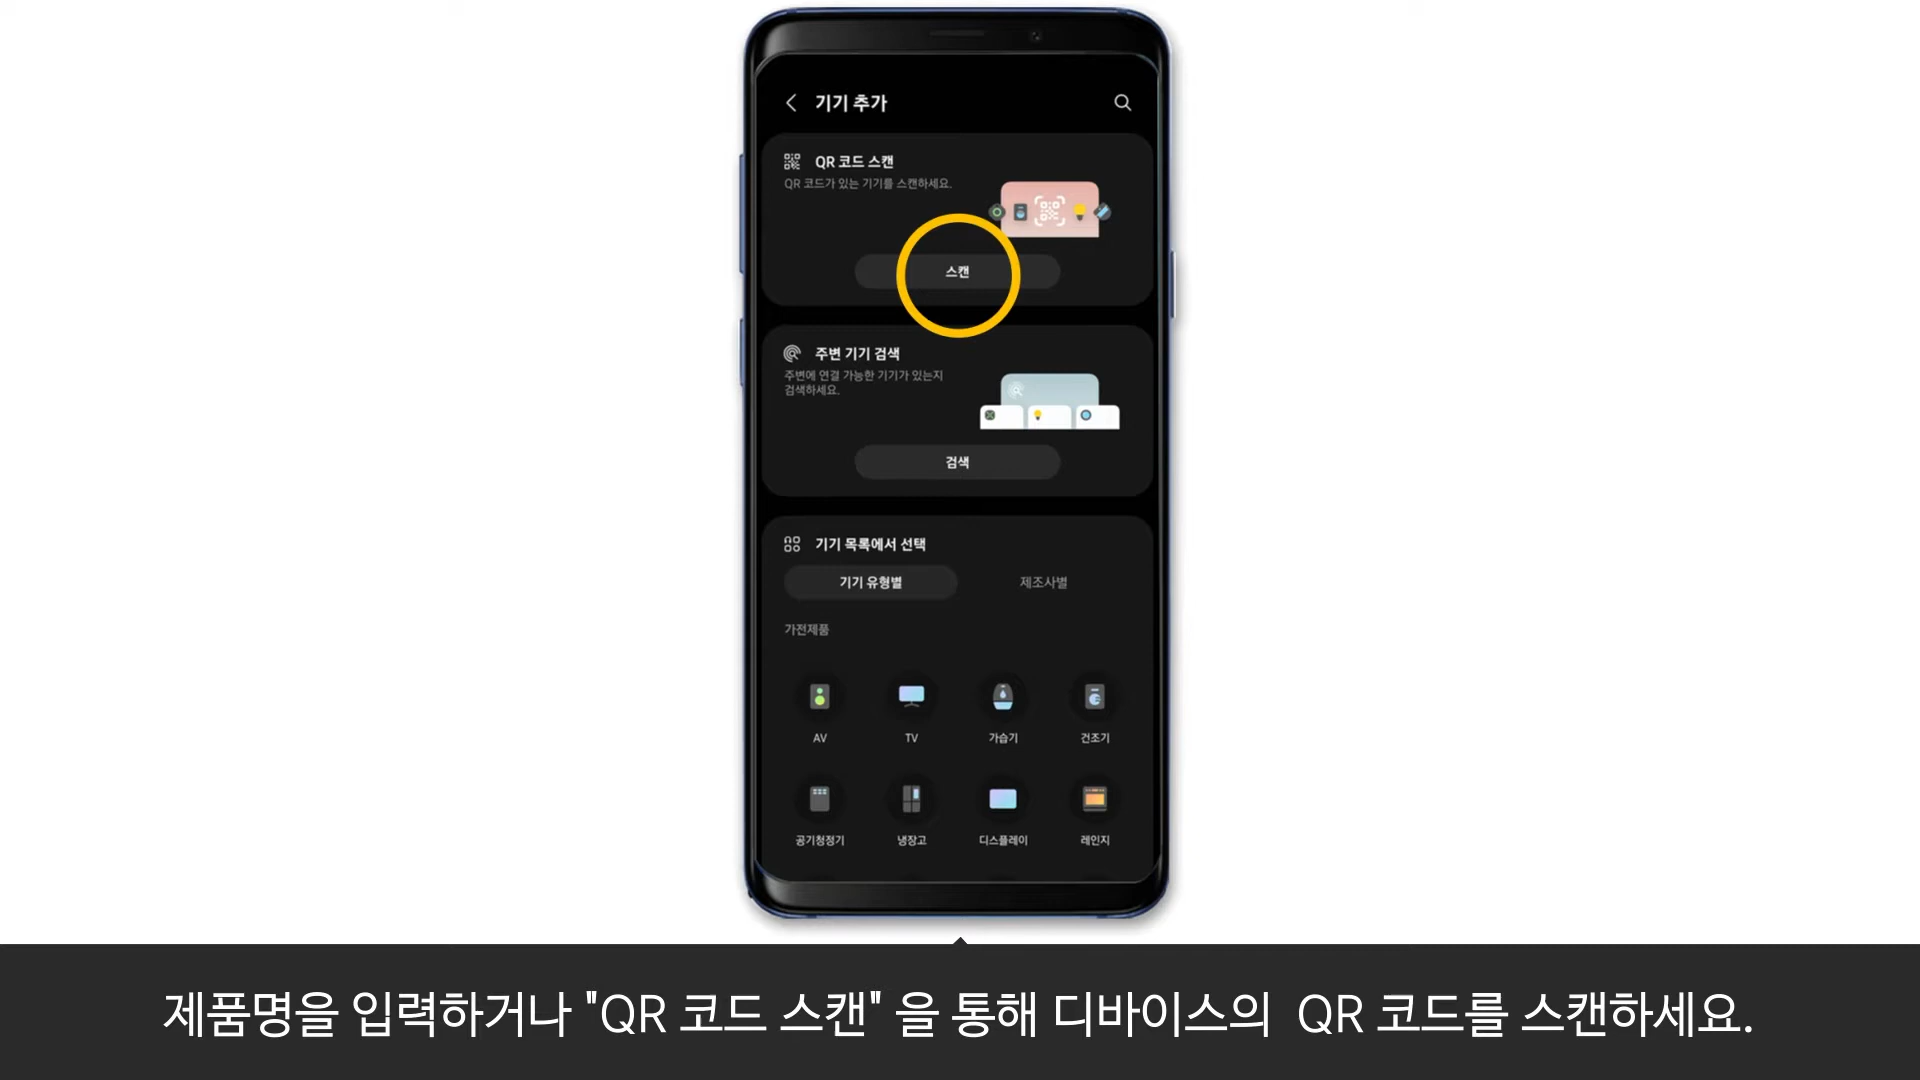 기기 추가
QR 코드 스캔
QR 코드가 있는 기기를 스캔하세요.
스캔
주변 기기 검색
주변에 연결 가능한 기기가 있는지
검색하세요.
검색
기기 목록에서 선택
기기 유형별 제조사별
가전제품
AV TV 가습기 건조기
공기청정기 냉장고 디스플레이 레인지
제품명을 입력하거나 "QR 코드 스캔" 을 통해 디바이스의 QR 코드를 스캔하세요.